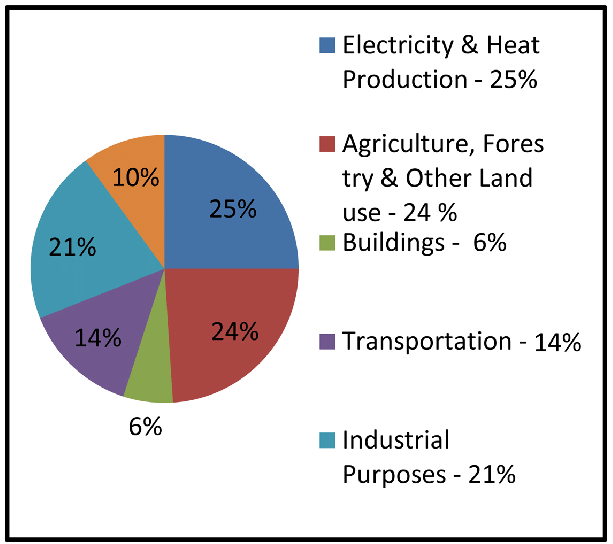 Electricity & Heat
Production - 25%
Agriculture, Fores
try & Other Land
use - 24 %
Buildings -  6%
Transportation - 14%
Industrial
Purposes - 21%
10%
25%
21%
14%
24%
6%